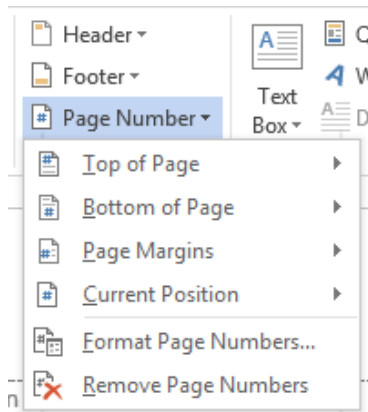 Header
Footer
Page Number
Text
Box
Top of Page
Bottom of Page
Page Margins
Current Position
Format Page Numbers...
Remove Page Numbers